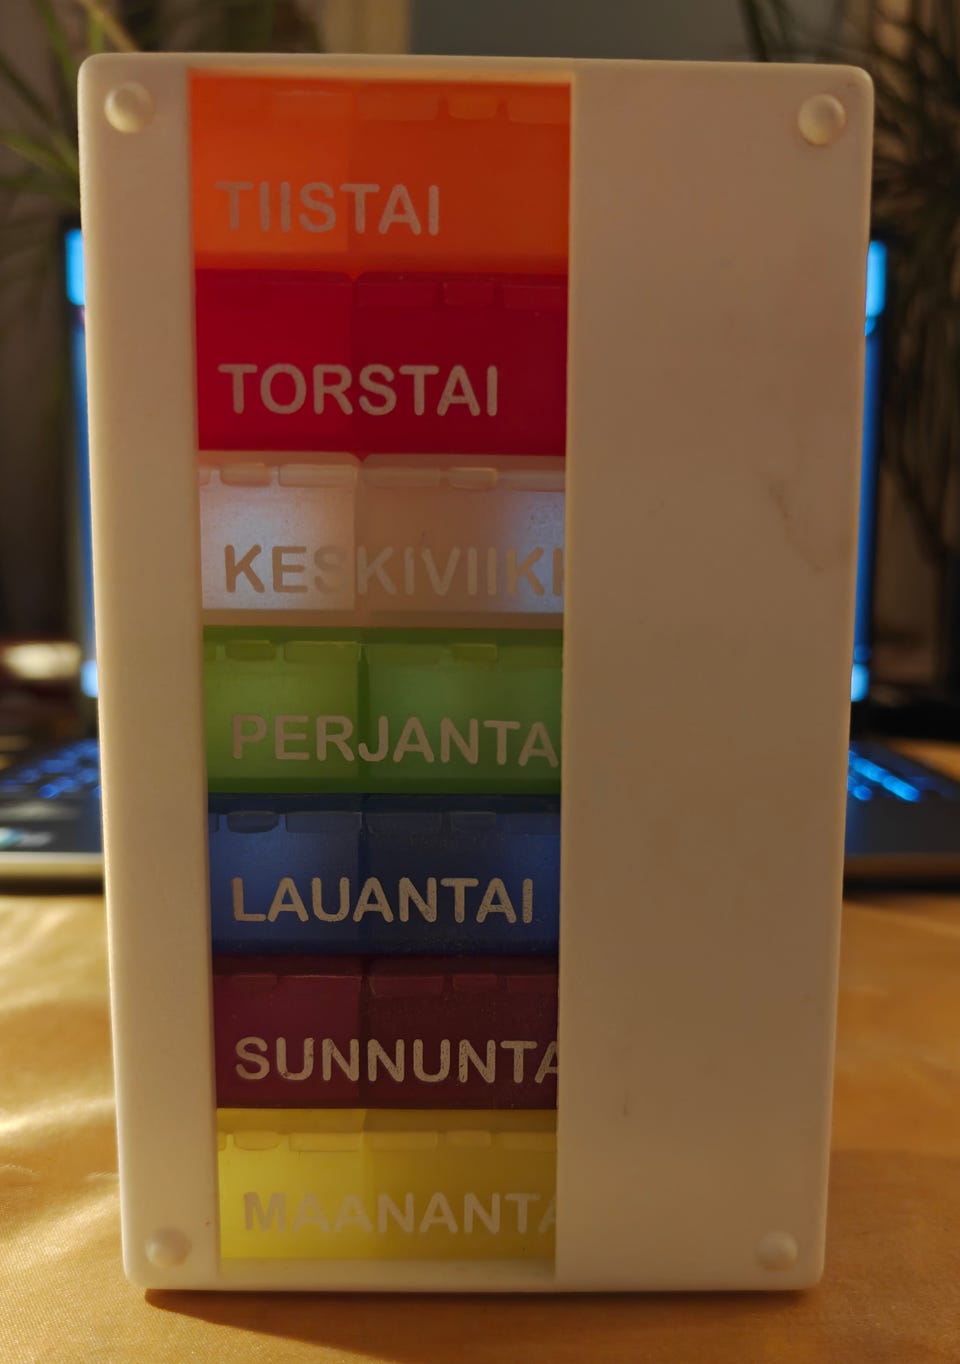 TIISTAI
TORSTAI
KESKIVIIK
PERJANTA
LAUANTAI
SUNNUNTA
MAANANTA